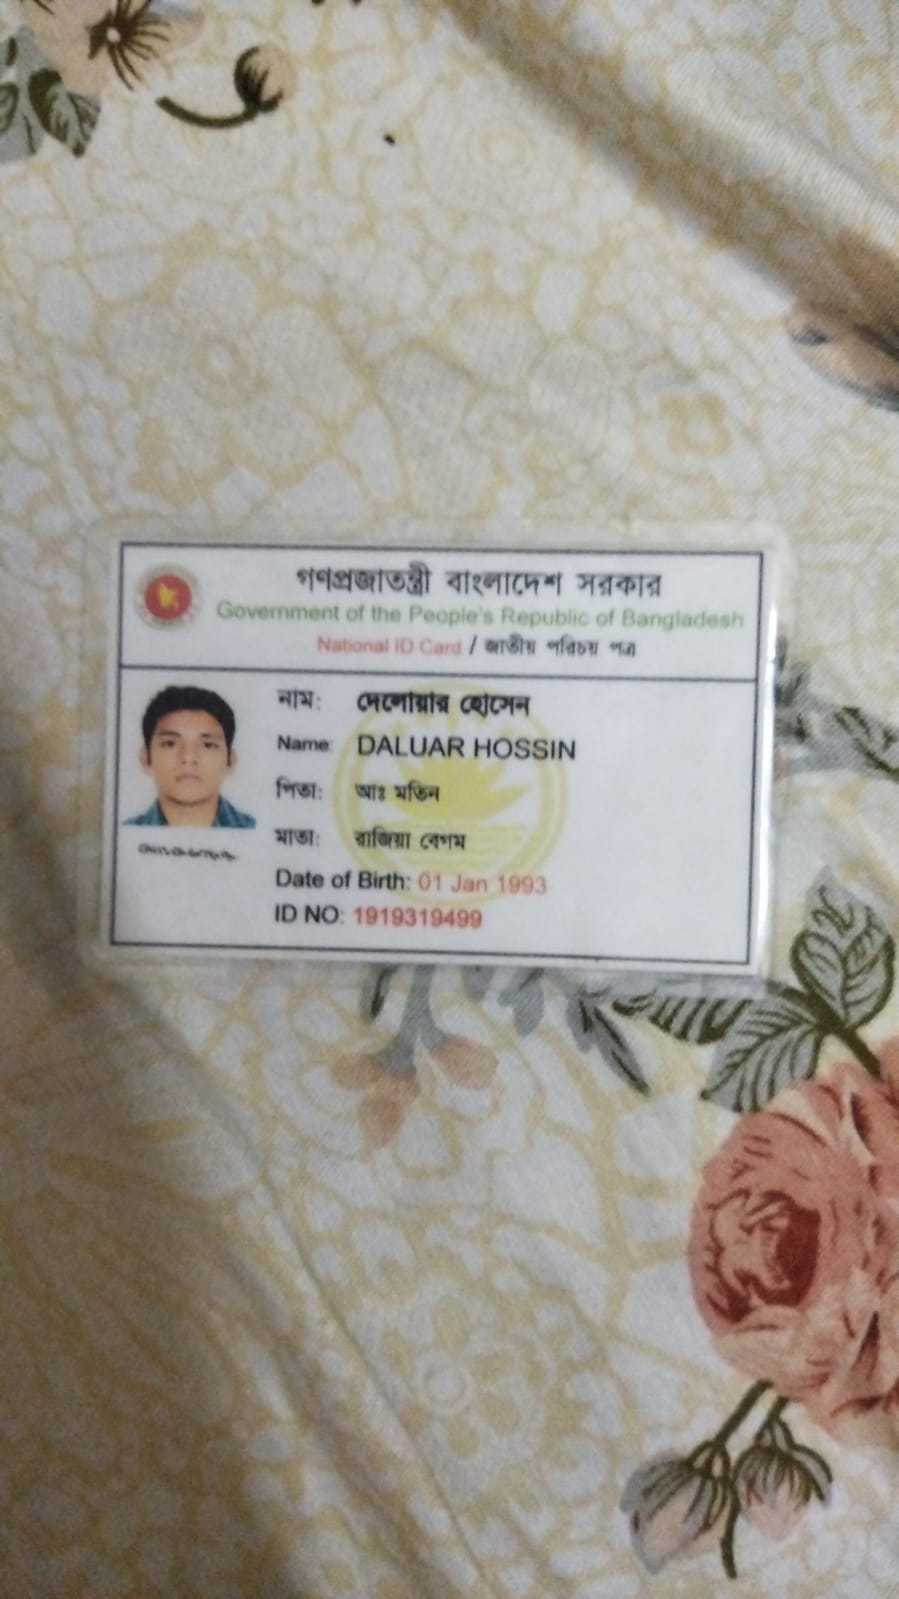 গণপ্রজাতন্ত্রী বাংলাদেশ সরকার
Government of the People's Republic of Bangladesh
National ID Card / জাতীয় পরিচয় পত্র
নাম: দেলোয়ার হোসেন
Name: DALUAR HOSSIN
পিতা: আঃ মতিন
মাতা: রাজিয়া বেগম
Date of Birth: 01 Jan 1993
ID NO: 1919319499